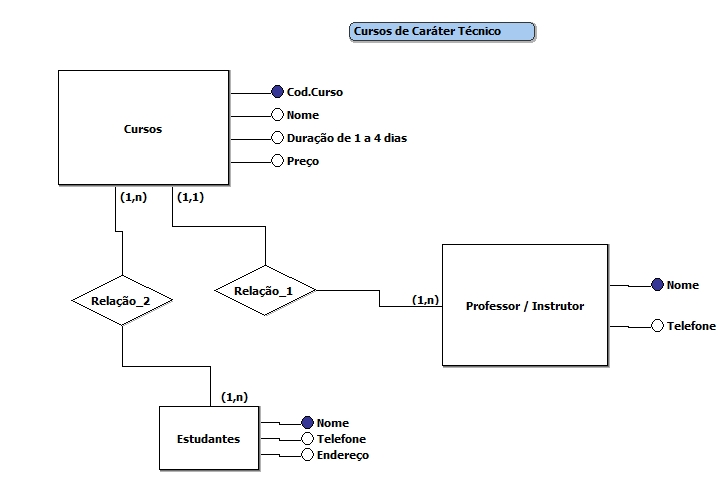 Cursos de Caráter Técnico
Cursos
Cod.Curso
Nome
Duração de 1 a 4 dias
Preço
(1,n)
(1,1)
Relação_2
Relação_1
(1,n)
Professor / Instrutor
Nome
Telefone
(1,n)
Estudantes
Nome
Telefone
Endereço